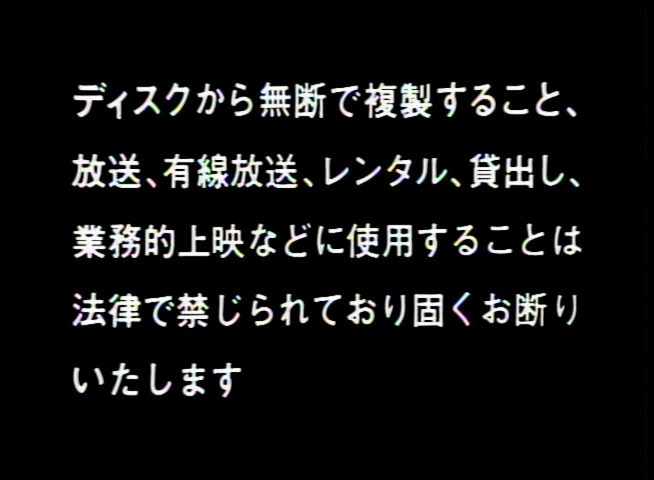 ディスクから無断で複製すること、
放送、有線放送、レンタル、貸出し、
業務的上映などに使用することは
法律で禁じられており固くお断り
いたします